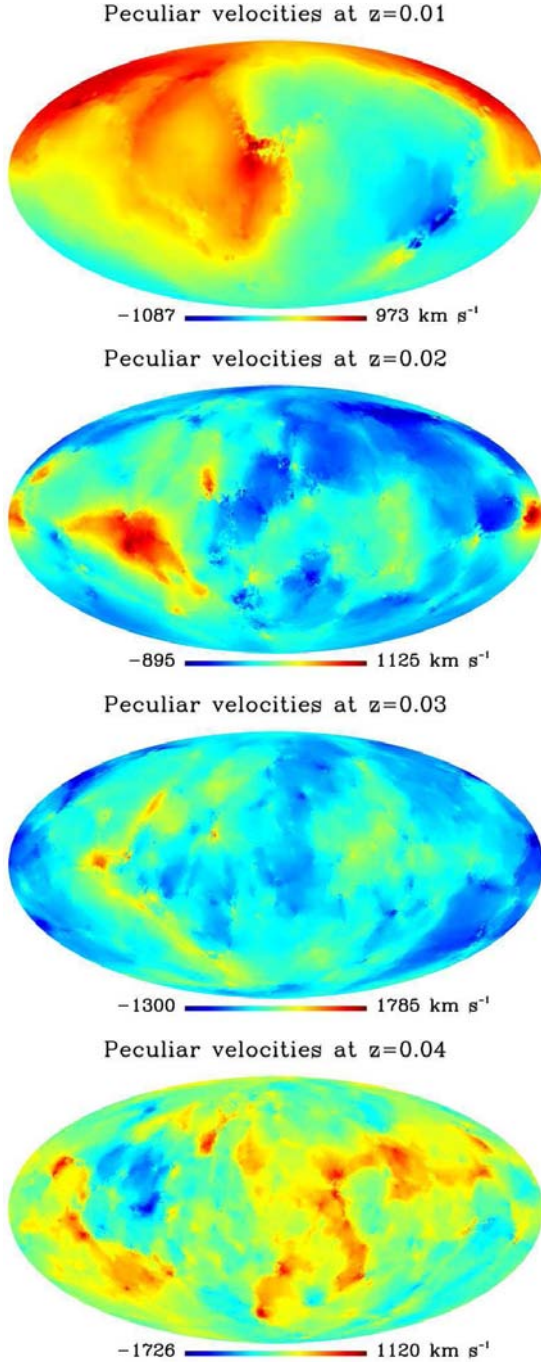 Peculiar velocities at z=0.01
−1087 973 km s⁻¹
Peculiar velocities at z=0.02
−895 1125 km s⁻¹
Peculiar velocities at z=0.03
−1300 1785 km s⁻¹
Peculiar velocities at z=0.04
−1726 1120 km s⁻¹